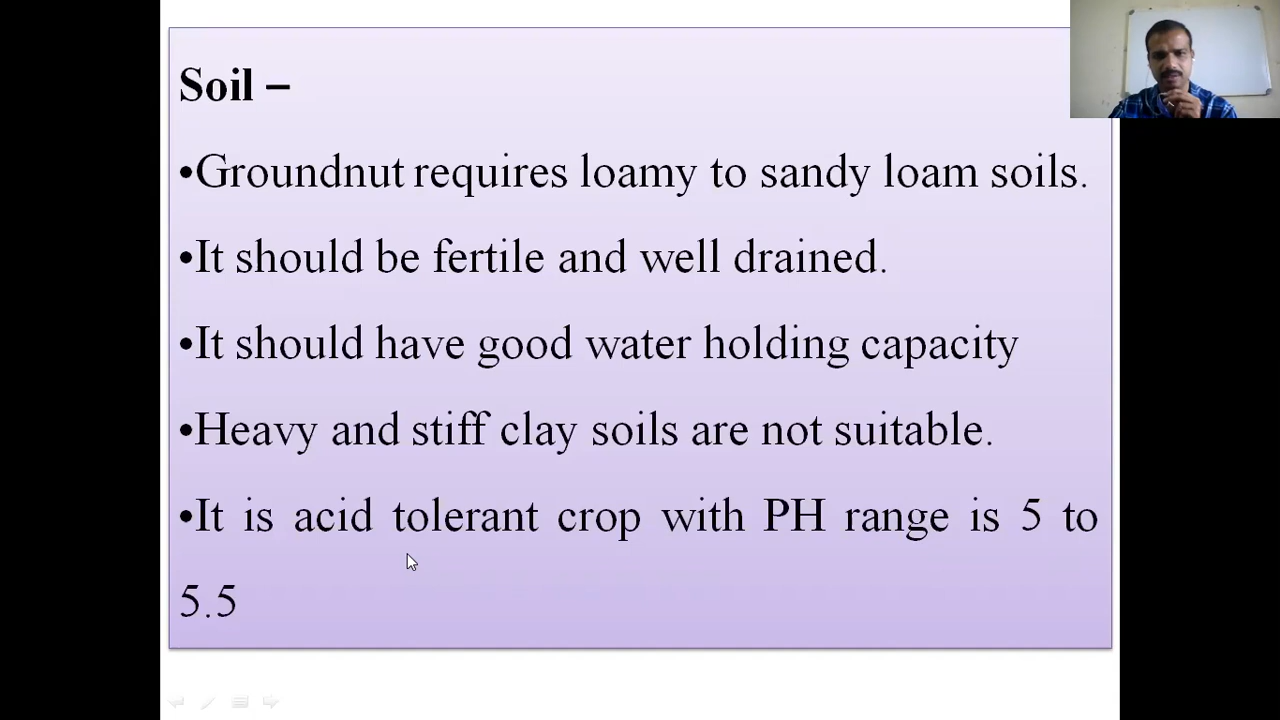 Soil –
•Groundnut requires loamy to sandy loam soils.
•It should be fertile and well drained.
•It should have good water holding capacity
•Heavy and stiff clay soils are not suitable.
•It is acid tolerant crop with PH range is 5 to
5.5